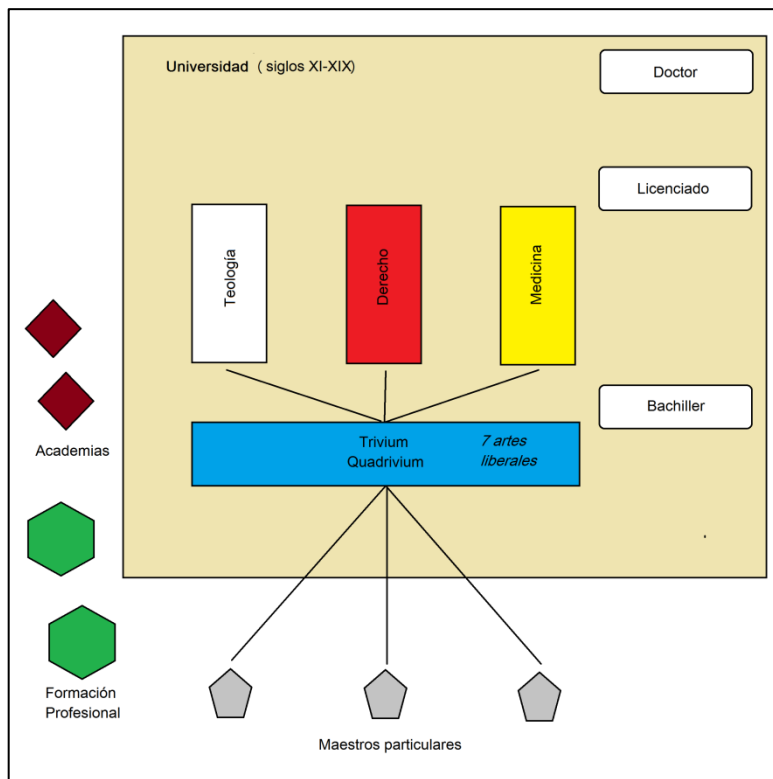 Universidad ( siglos XI-XIX)
Doctor
Licenciado
Teología
Derecho
Medicina
Bachiller
Trivium
Quadrivium
7 artes
liberales
Academias
Formación
Profesional
Maestros particulares